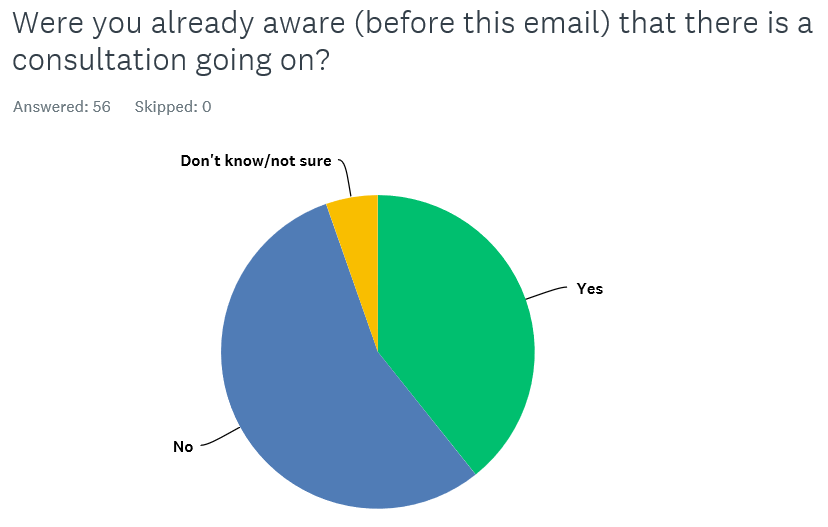 Were you already aware (before this email) that there is a
consultation going on?
Answered: 56 Skipped: 0
Don't know/not sure
Yes
No